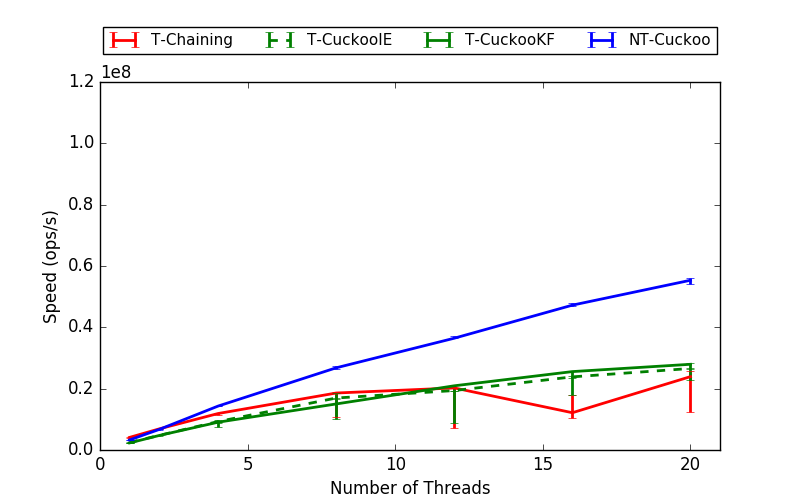 T-Chaining T-CuckooIE T-CuckooKF NT-Cuckoo
1e8
1.2
1.0
0.8
0.6
0.4
0.2
0.0
Speed (ops/s)
0 5 10 15 20
Number of Threads